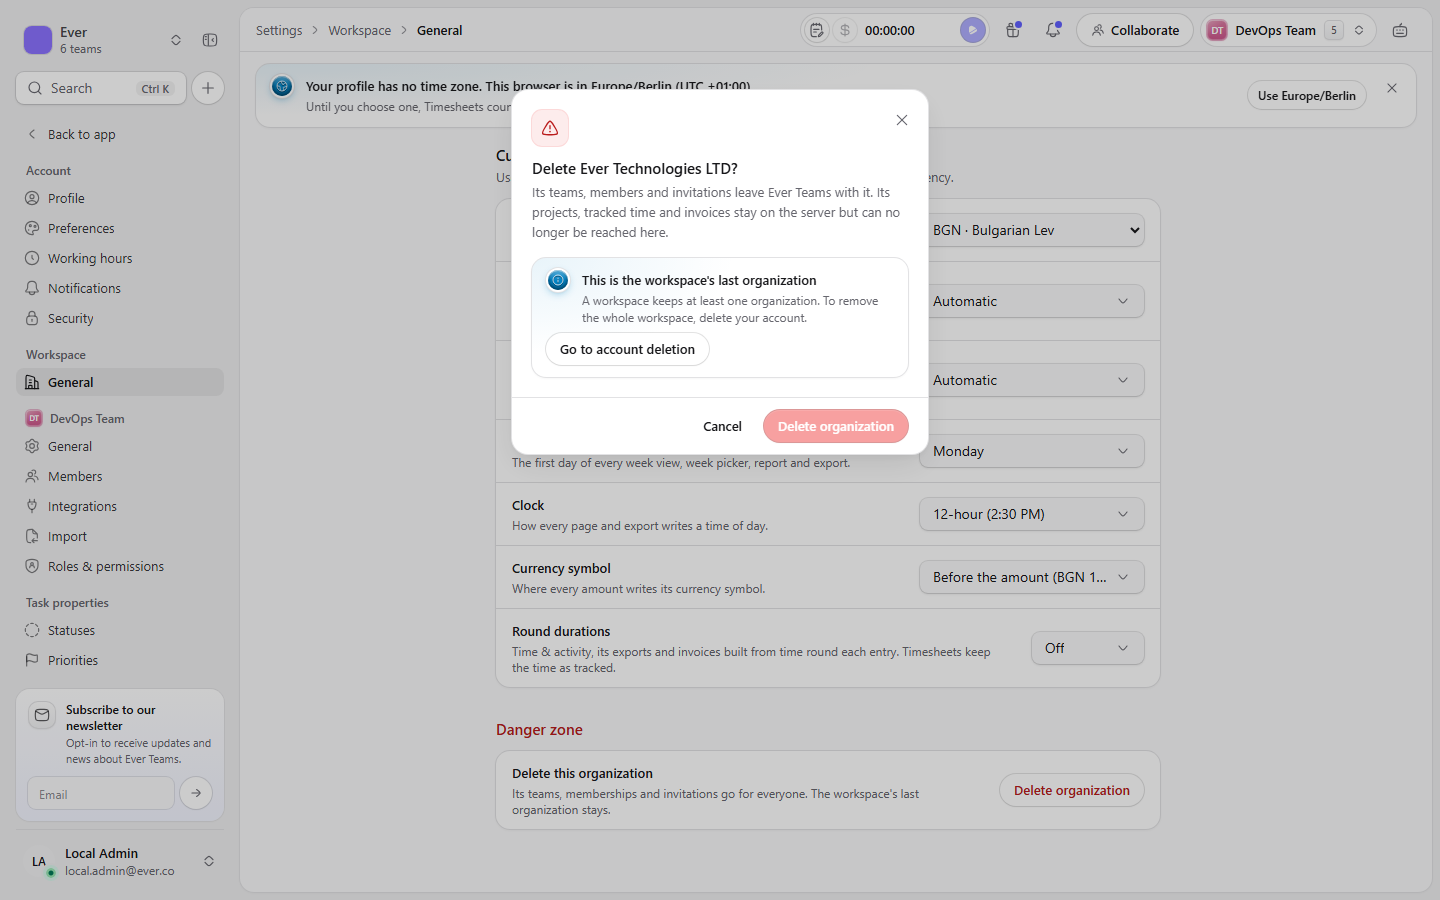 Ever
6 teams
Search
Ctrl K
Back to app
Account
Profile
Preferences
Working hours
Notifications
Security
Workspace
General
DT
DevOps Team
General
Members
Integrations
Import
Roles & permissions
Task properties
Statuses
Priorities
Subscribe to our
newsletter
Opt-in to receive updates and
news about Ever Teams.
Email
LA
Local Admin
local.admin@ever.co
Settings
Workspace
General
00:00:00
Collaborate
DT
DevOps Team
5
Your profile has no time zone. This browser is in Europe/Berlin (UTC +01:00)
Until you choose one, Timesheets cour
Use Europe/Berlin
Delete Ever Technologies LTD?
Its teams, members and invitations leave Ever Teams with it. Its
projects, tracked time and invoices stay on the server but can no
longer be reached here.
This is the workspace's last organization
A workspace keeps at least one organization. To remove
the whole workspace, delete your account.
Go to account deletion
Cancel
Delete organization
Cu
Us
ency.
BGN · Bulgarian Lev
Automatic
Automatic
The first day of every week view, week picker, report and export.
Monday
Clock
How every page and export writes a time of day.
12-hour (2:30 PM)
Currency symbol
Where every amount writes its currency symbol.
Before the amount (BGN 1...
Round durations
Time & activity, its exports and invoices built from time round each entry. Timesheets keep
the time as tracked.
Off
Danger zone
Delete this organization
Its teams, memberships and invitations go for everyone. The workspace's last
organization stays.
Delete organization